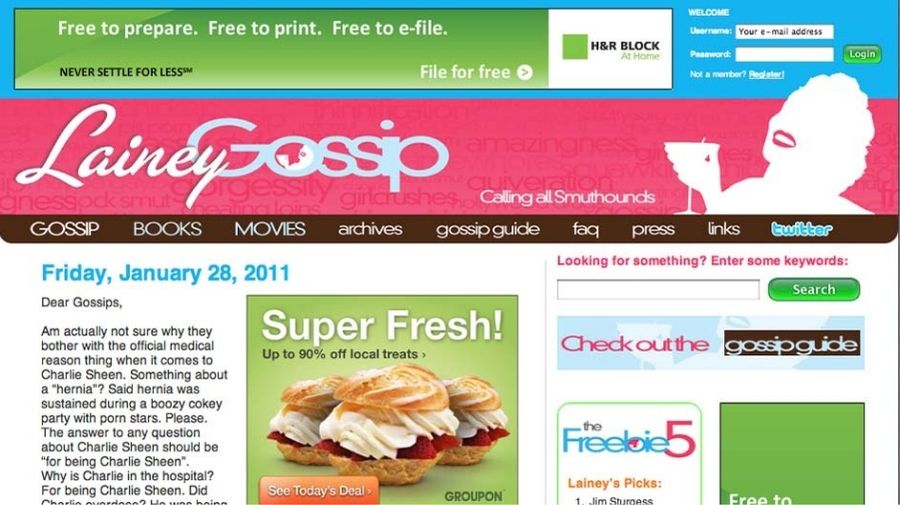 Free to prepare. Free to print. Free to e-file.
NEVER SETTLE FOR LESS℠
File for free
H&R BLOCK
At Home
WELCOME
Username: Your e-mail address
Password:
Login
Not a member? Register!
Lainey Gossip
Calling all Smuthounds
GOSSIP BOOKS MOVIES archives gossip guide faq press links twitter
Friday, January 28, 2011
Dear Gossips,
Am actually not sure why they
bother with the official medical
reason thing when it comes to
Charlie Sheen. Something about
a "hernia"? Said hernia was
sustained during a boozy cokey
party with porn stars. Please.
The answer to any question
about Charlie Sheen should be
"for being Charlie Sheen".
Why is Charlie in the hospital?
For being Charlie Sheen. Did
Charlie overdose? He was being
Super Fresh!
Up to 90% off local treats ›
See Today's Deal ›
GROUPON
Looking for something? Enter some keywords:
Search
Check out the gossip guide
the
Freebie 5
Lainey's Picks:
1. Jim Sturgess
Free to